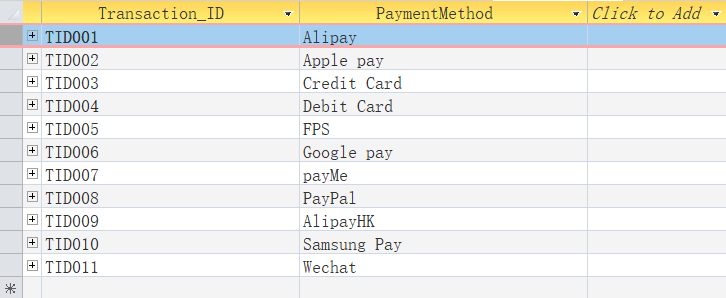 Transaction_ID PaymentMethod Click to Add
TID001 Alipay
TID002 Apple pay
TID003 Credit Card
TID004 Debit Card
TID005 FPS
TID006 Google pay
TID007 payMe
TID008 PayPal
TID009 AlipayHK
TID010 Samsung Pay
TID011 Wechat